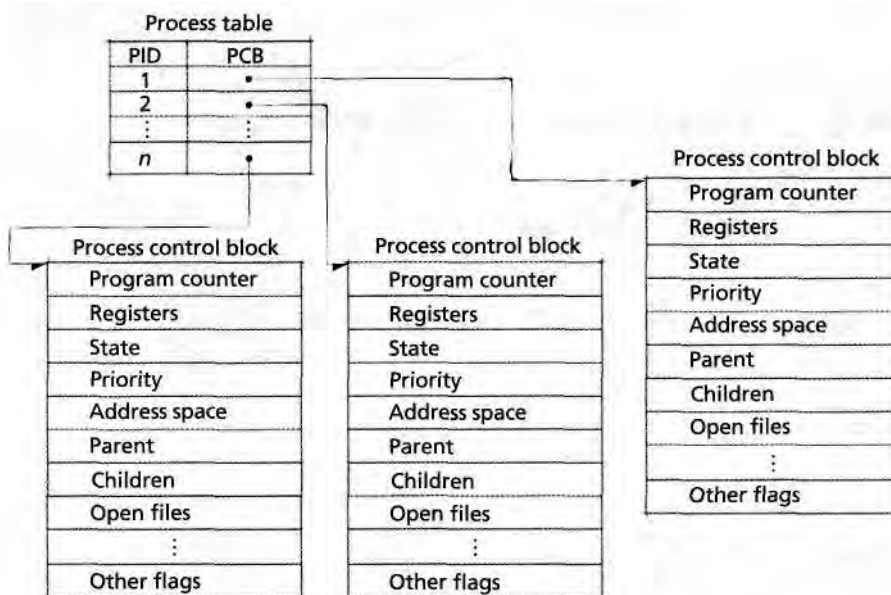 Process table
PID PCB
1
2
⋮ ⋮
n
Process control block
Program counter
Registers
State
Priority
Address space
Parent
Children
Open files
⋮
Other flags
Process control block
Program counter
Registers
State
Priority
Address space
Parent
Children
Open files
⋮
Other flags
Process control block
Program counter
Registers
State
Priority
Address space
Parent
Children
Open files
⋮
Other flags